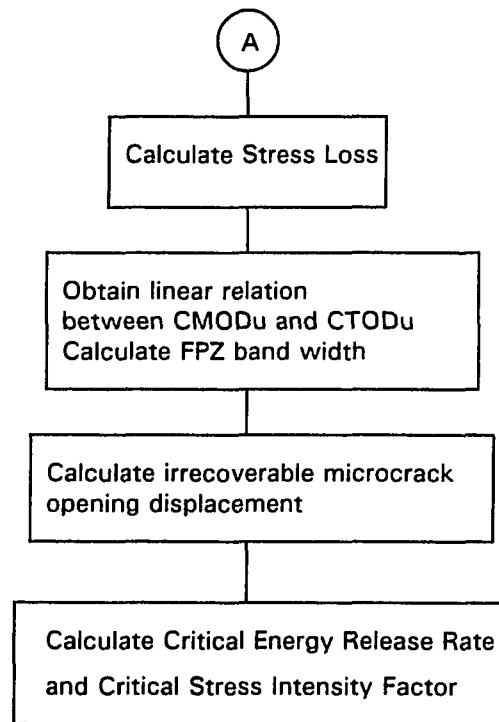 A
Calculate Stress Loss
Obtain linear relation
between CMODu and CTODu
Calculate FPZ band width
Calculate irrecoverable microcrack
opening displacement
Calculate Critical Energy Release Rate
and Critical Stress Intensity Factor